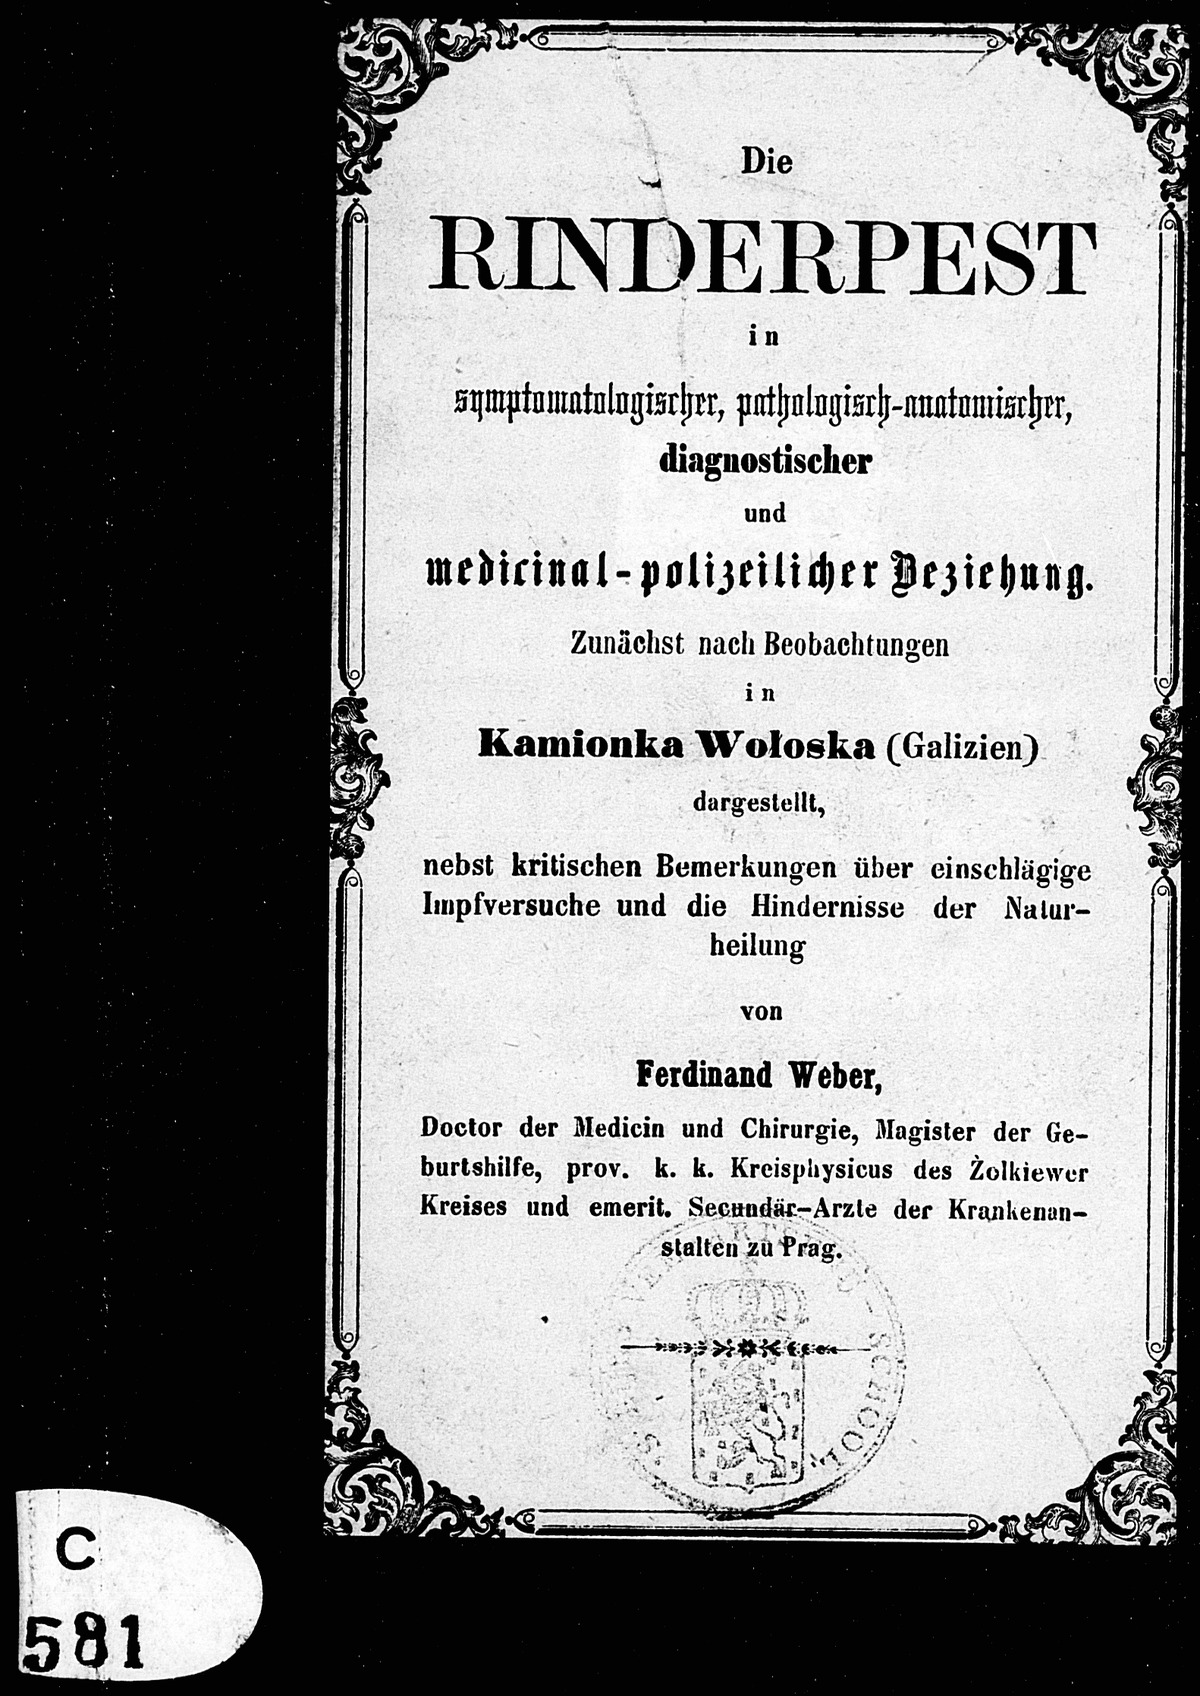 Die
RINDERPEST
in
symptomatologischer, pathologisch-anatomischer,
diagnostischer
und
medicinal-polizeilicher Beziehung.
Zunächst nach Beobachtungen
in
Kamionka Wołoska (Galizien)
dargestellt,
nebst kritischen Bemerkungen über einschlägige
Impfversuche und die Hindernisse der Natur-
heilung
von
Ferdinand Weber,
Doctor der Medicin und Chirurgie, Magister der Ge-
burtshilfe, prov. k. k. Kreisphysicus des Żolkiewer
Kreises und emerit. Secundär-Arzte der Krankenan-
stalten zu Prag.
SCHOOL
C
581